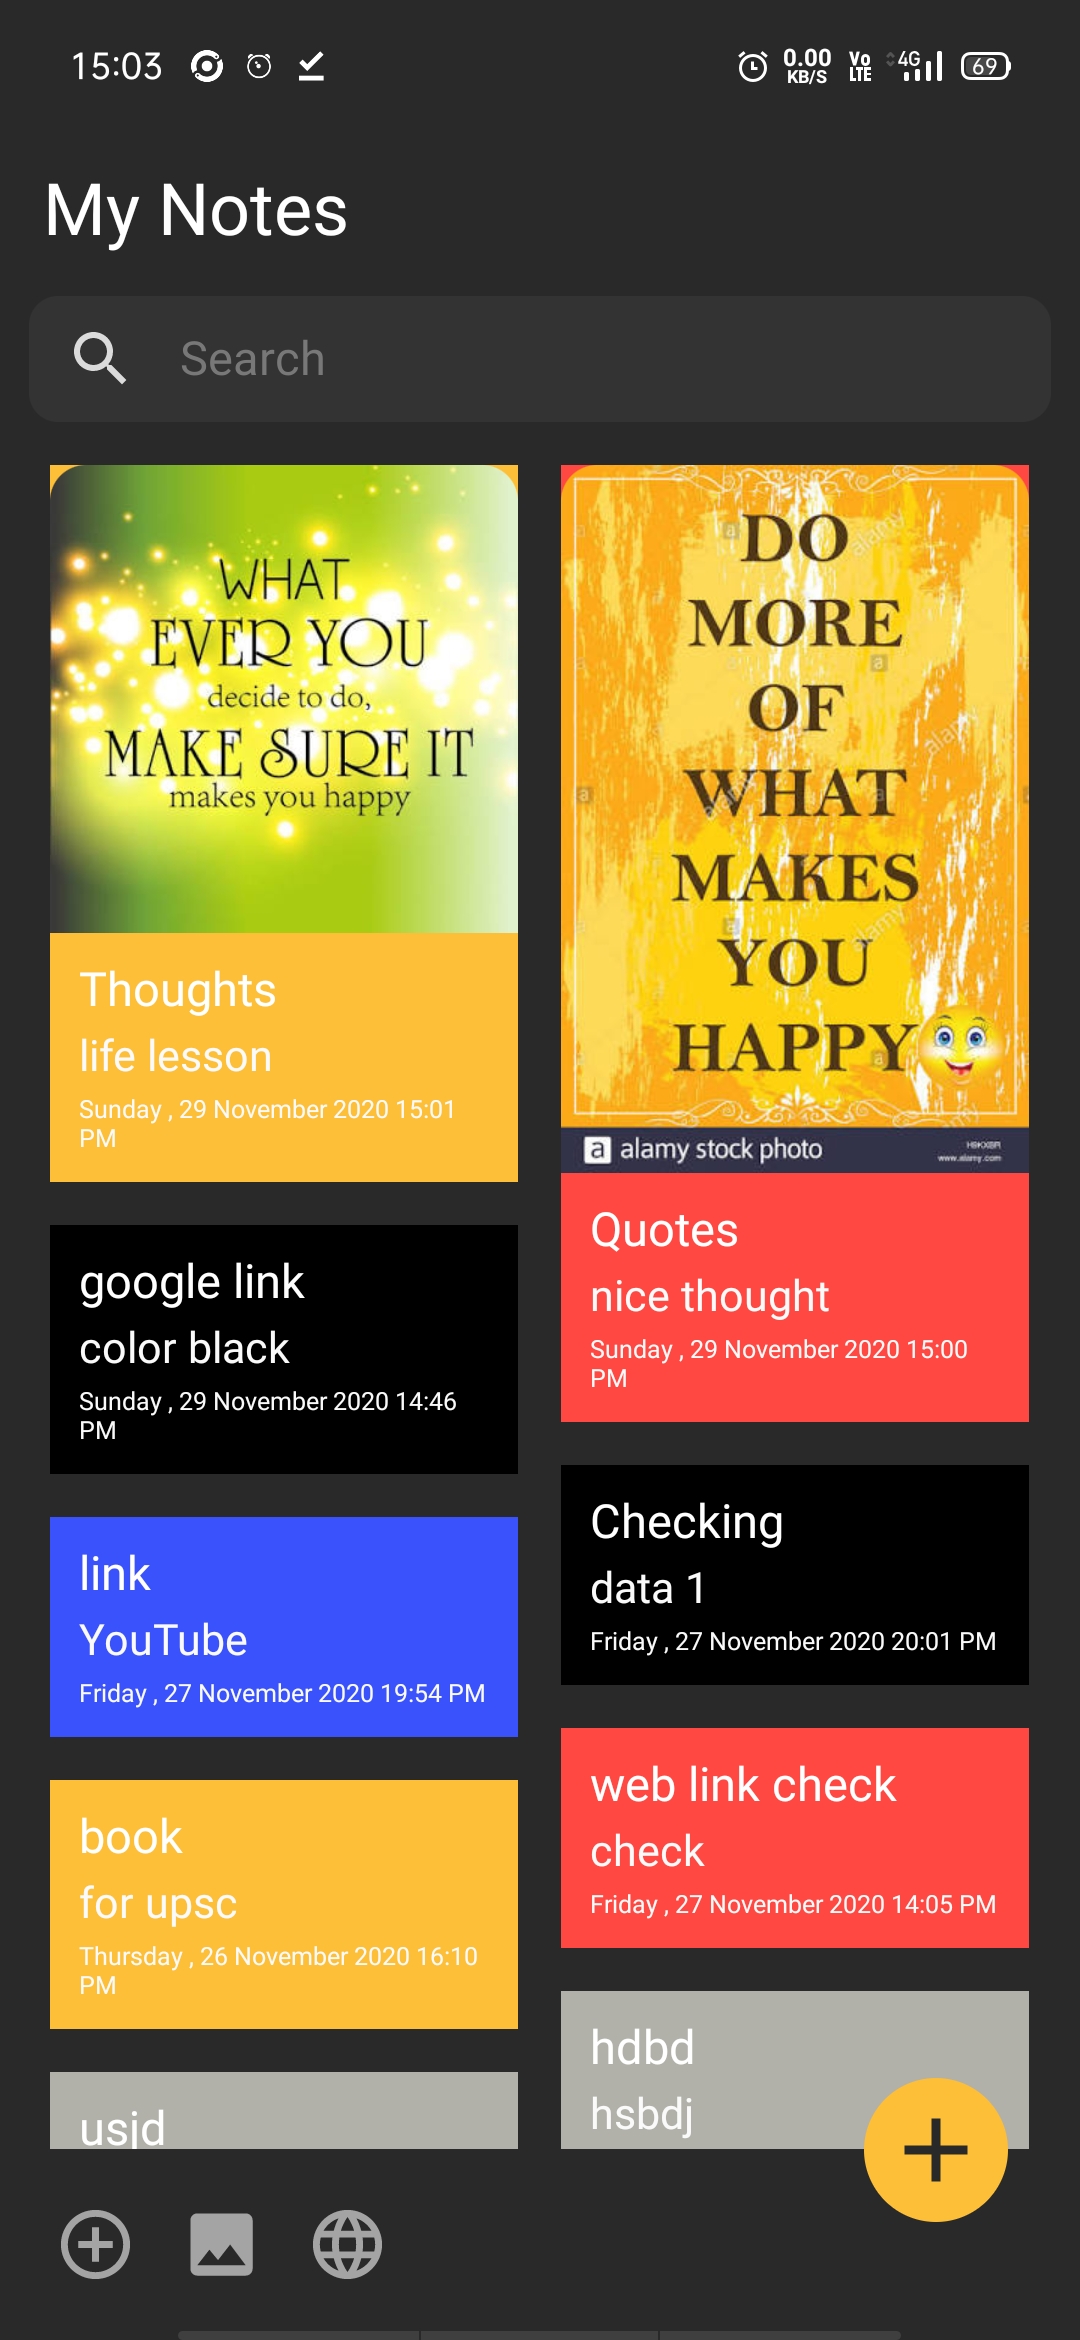 15:03
0.00
KB/S
Vo
LTE
4G
69
My Notes
Search
WHAT
EVER YOU
decide to do,
MAKE SURE IT
makes you happy
Thoughts
life lesson
Sunday , 29 November 2020 15:01
PM
google link
color black
Sunday , 29 November 2020 14:46
PM
link
YouTube
Friday , 27 November 2020 19:54 PM
book
for upsc
Thursday , 26 November 2020 16:10
PM
usjd
DO
MORE
OF
WHAT
MAKES
YOU
HAPPY
a alamy stock photo
www.alamy.com
Quotes
nice thought
Sunday , 29 November 2020 15:00
PM
Checking
data 1
Friday , 27 November 2020 20:01 PM
web link check
check
Friday , 27 November 2020 14:05 PM
hdbd
hsbdj